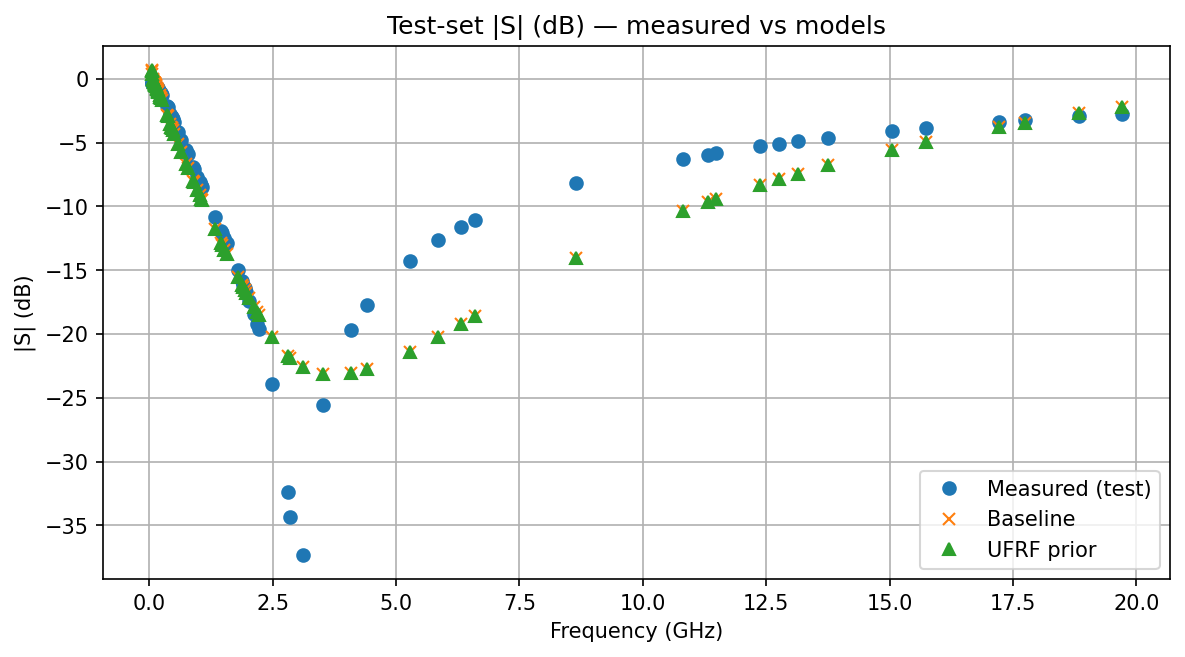 Test-set |S| (dB) — measured vs models
|S| (dB)
0
−5
−10
−15
−20
−25
−30
−35
Measured (test)
Baseline
UFRF prior
0.0 2.5 5.0 7.5 10.0 12.5 15.0 17.5 20.0
Frequency (GHz)